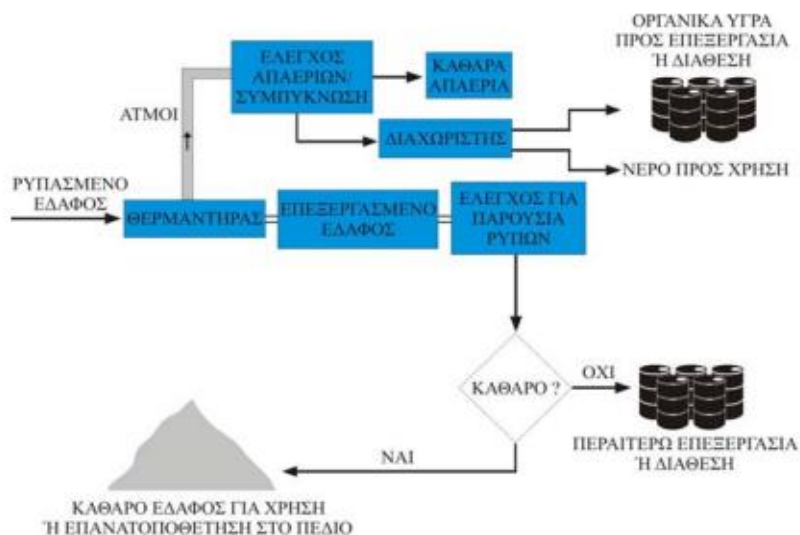 ΟΡΓΑΝΙΚΑ ΥΓΡΑ
ΠΡΟΣ ΕΠΕΞΕΡΓΑΣΙΑ
Ή ΔΙΑΘΕΣΗ
ΕΛΕΓΧΟΣ
ΑΠΑΕΡΙΩΝ/
ΣΥΜΠΥΚΝΩΣΗ
ΚΑΘΑΡΑ
ΑΠΑΕΡΙΑ
ΑΤΜΟΙ
ΔΙΑΧΩΡΙΣΤΗΣ
ΝΕΡΟ ΠΡΟΣ ΧΡΗΣΗ
ΡΥΠΑΣΜΕΝΟ
ΕΔΑΦΟΣ
ΘΕΡΜΑΝΤΗΡΑΣ
ΕΠΕΞΕΡΓΑΣΜΕΝΟ
ΕΔΑΦΟΣ
ΕΛΕΓΧΟΣ ΓΙΑ
ΠΑΡΟΥΣΙΑ
ΡΥΠΩΝ
ΚΑΘΑΡΟ ?
ΟΧΙ
ΠΕΡΑΙΤΕΡΩ ΕΠΕΞΕΡΓΑΣΙΑ
Ή ΔΙΑΘΕΣΗ
ΝΑΙ
ΚΑΘΑΡΟ ΕΔΑΦΟΣ ΓΙΑ ΧΡΗΣΗ
Ή ΕΠΑΝΑΤΟΠΟΘΕΤΗΣΗ ΣΤΟ ΠΕΔΙΟ